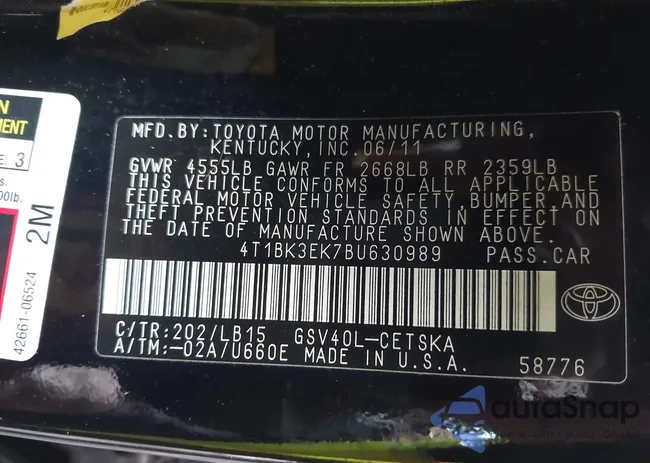 MFD.BY:TOYOTA MOTOR MANUFACTURING,
KENTUCKY, INC 06/11
GVWR 4555LB GAWR FR 2668LB RR 2359LB
THIS VEHICLE CONFORMS TO ALL APPLICABLE
FEDERAL MOTOR VEHICLE SAFETY, BUMPER, AND
THEFT PREVENTION STANDARDS IN EFFECT ON
THE DATE OF MANUFACTURE SHOWN ABOVE.
4T1BK3EK7BU630989 PASS.CAR
C/TR:202/LB15 GSV40L-CETSKA
A/TM:-02A/U660E MADE IN U.S.A.
58776
N
MENT
E: 3
s.
00lb.
2M
42661-06524
autoSnap